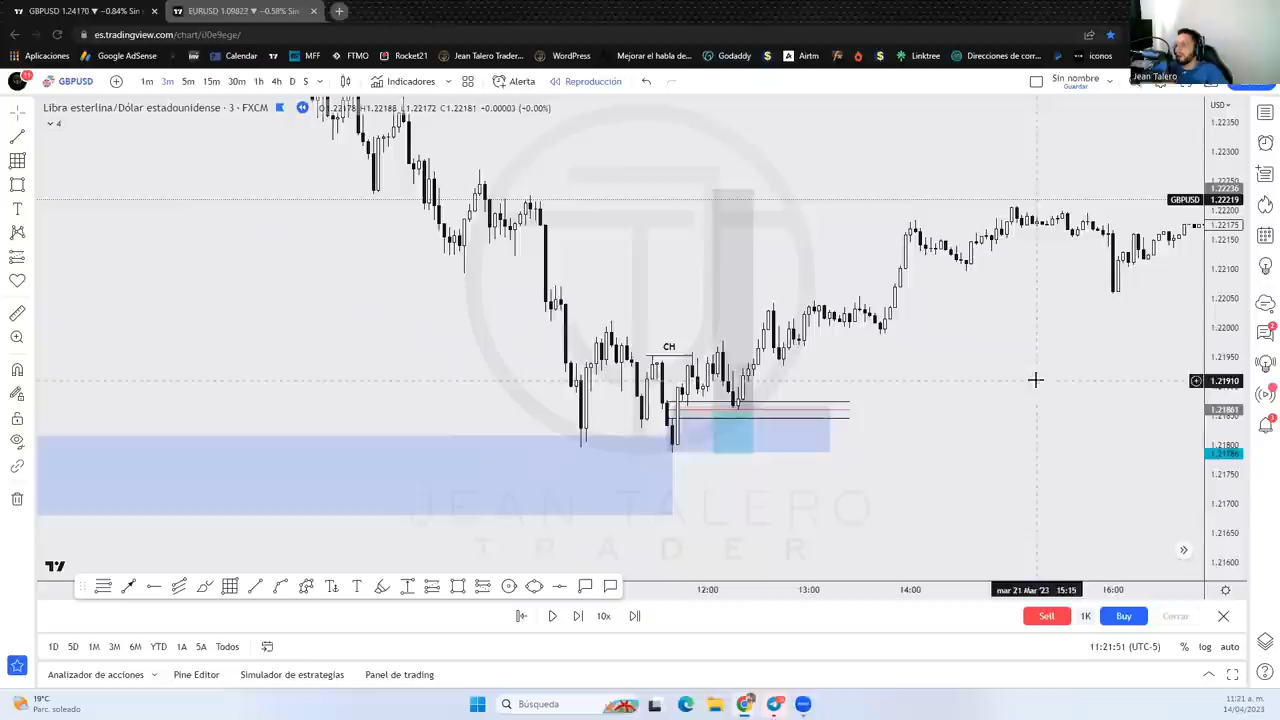 GBPUSD 1.24170 ▼ −0.84% Sin
EURUSD 1.09823 ▼ −0.58% Sin
es.tradingview.com/chart/
Aplicaciones
Google AdSense
Calendar
MFF
FTMO
Rocket21
Jean Talero Trader...
WordPress
Mejorar la habla de...
Godaddy
Airtm
Linktree
Direcciones de corr...
iconos
Jean Talero
11
GBPUSD
1m 3m 5m 15m 30m 1h 4h D S
Indicadores
Alerta
Reproducción
Sin nombre
Guardar
Libra esterlina/Dólar estadounidense · 3 · FXCM
L1.22172 C1.22181 −0.00003 (−0.00%)
4
USD
1.22350
1.22300
1.22250
1.22236
GBPUSD 1.22219
1.22200
1.22175
1.22150
1.22100
1.22050
1.22000
1.21950
1.21910
1.21861
1.21800
1.21786
1.21750
1.21700
1.21650
1.21600
CH
JEAN TALERO
TRADER
12:00
13:00
14:00
mar 21 Mar '23 15:15
16:00
10x
Sell
1K
Buy
Cerrar
1D 5D 1M 3M 6M YTD 1A 5A Todos
11:21:51 (UTC-5)
% log auto
Analizador de acciones
Pine Editor
Simulador de estrategias
Panel de trading
19°C
Parc. soleado
Búsqueda
11:21 a. m.
14/04/2023